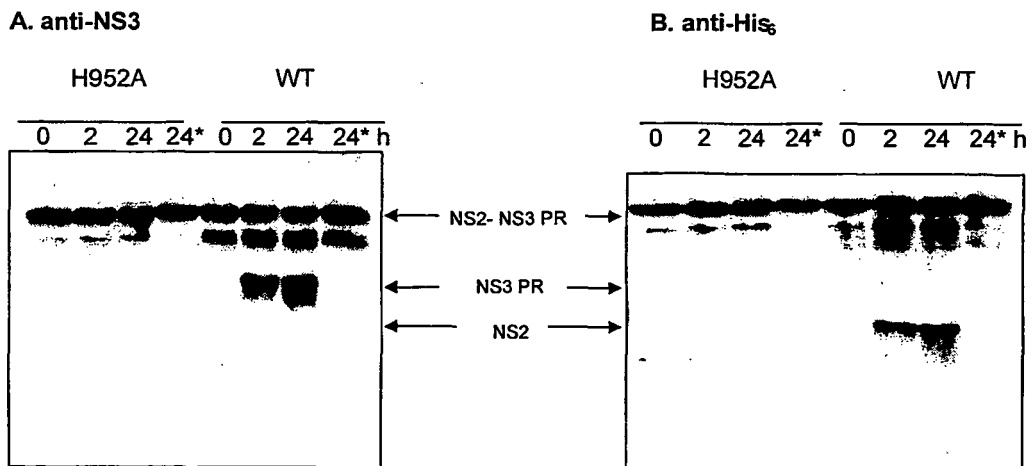 A. anti-NS3
B. anti-His₆
H952A WT
H952A WT
0 2 24 24* 0 2 24 24* h
0 2 24 24* 0 2 24 24* h
NS2- NS3 PR
NS3 PR
NS2